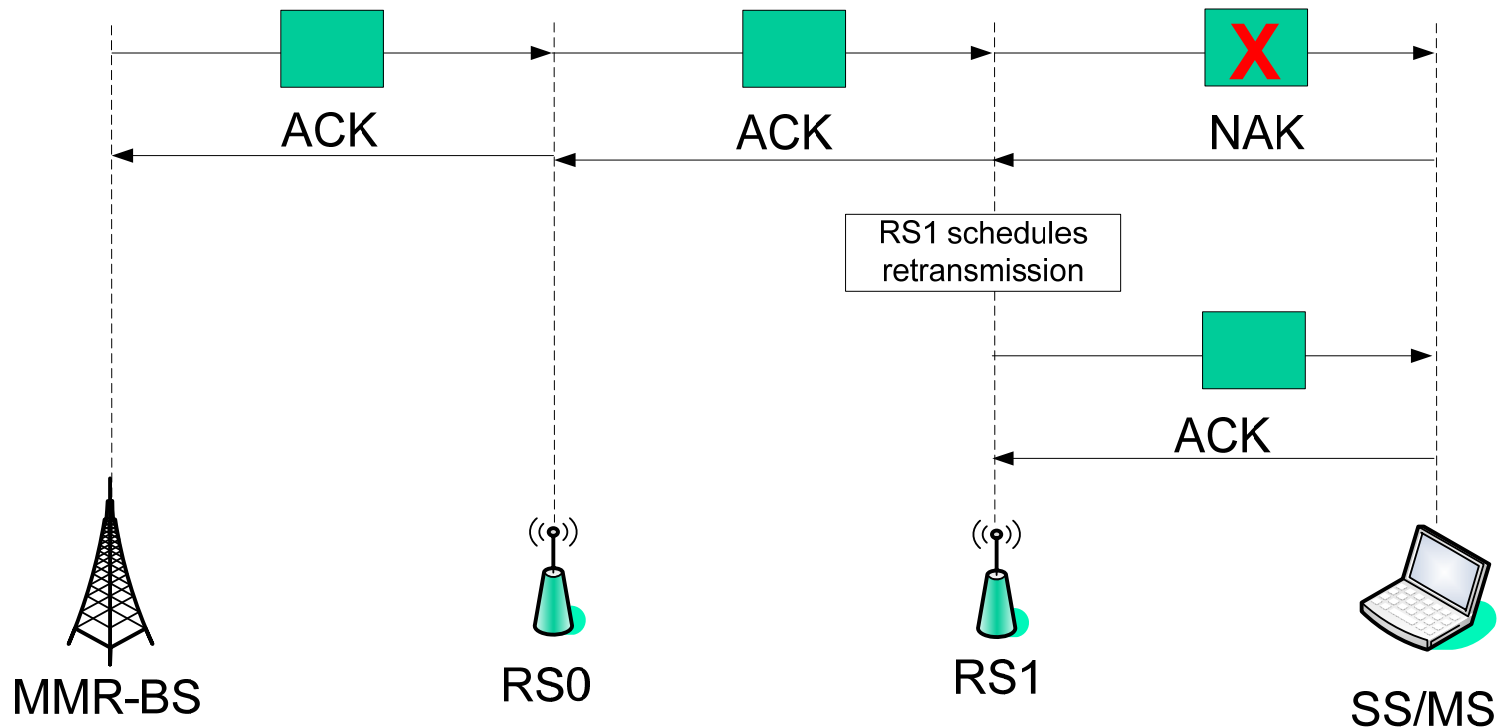 X
ACK
ACK
NAK
RS1 schedules
retransmission
ACK
MMR-BS
RS0
RS1
SS/MS